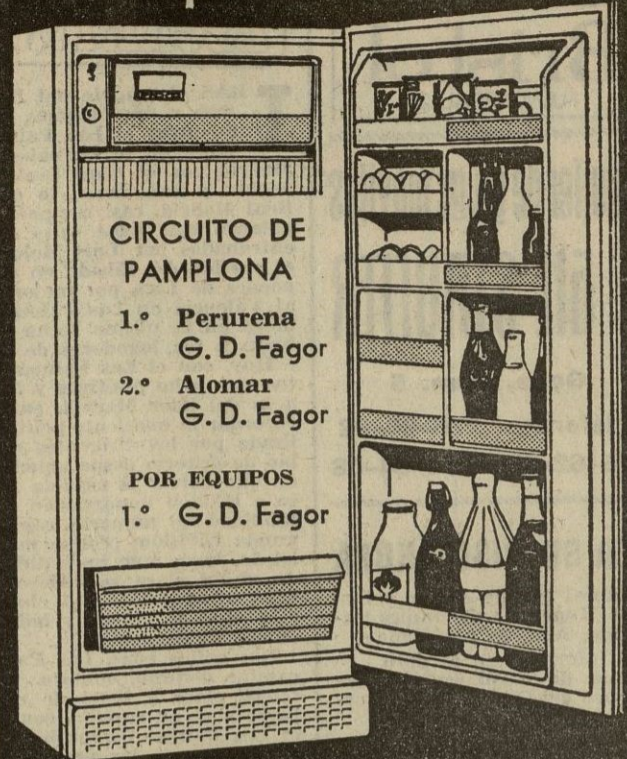 CIRCUITO DE
PAMPLONA
1.º Perurena
G. D. Fagor
2.º Alomar
G. D. Fagor
POR EQUIPOS
1.º G. D. Fagor